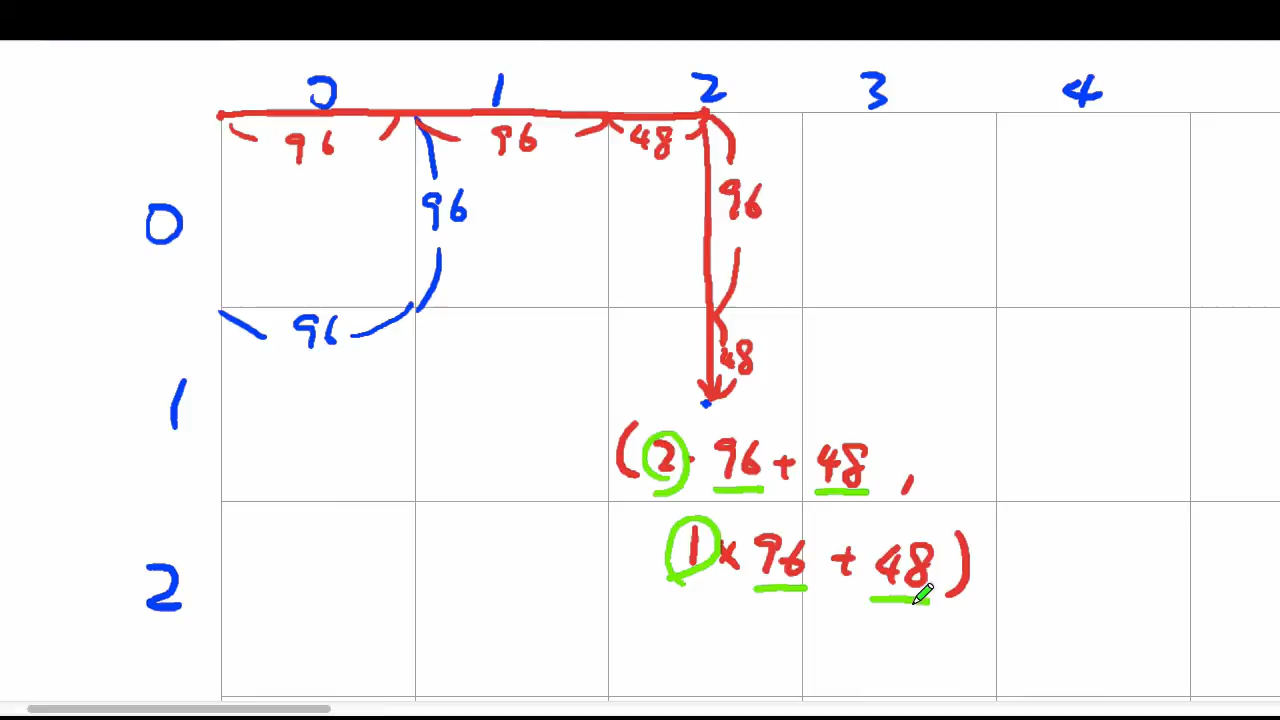 0 1 2 3 4
96 96 48
0 96 96
96
1 48
(2· 96 + 48 ,
1 × 96 + 48)
2